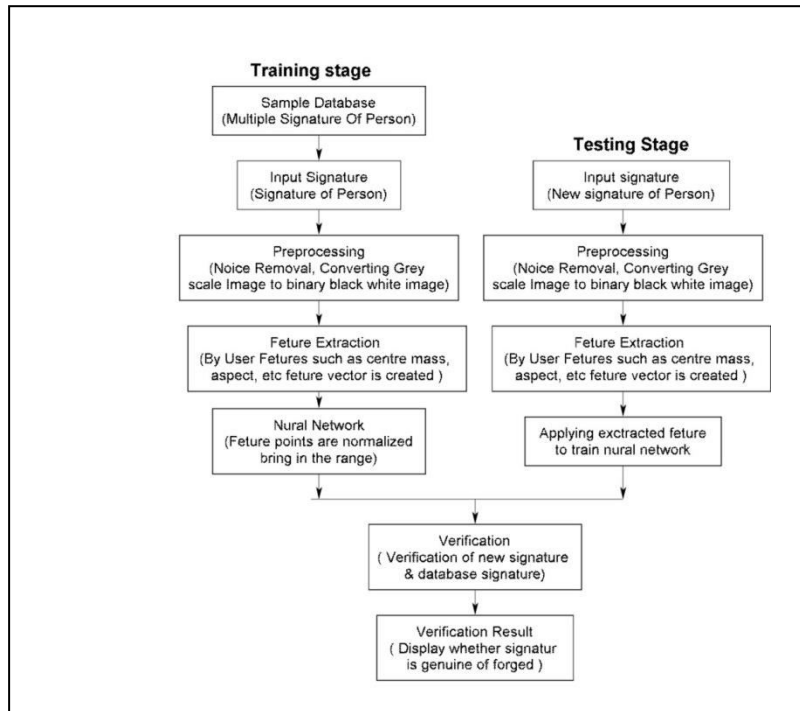 Training stage
Sample Database
(Multiple Signature Of Person)
Input Signature
(Signature of Person)
Preprocessing
(Noice Removal, Converting Grey
scale Image to binary black white image)
Feture Extraction
(By User Fetures such as centre mass,
aspect, etc feture vector is created )
Nural Network
(Feture points are normalized
bring in the range)
Testing Stage
Input signature
(New signature of Person)
Preprocessing
(Noice Removal, Converting Grey
scale Image to binary black white image)
Feture Extraction
(By User Fetures such as centre mass,
aspect, etc feture vector is created )
Applying exctracted feture
to train nural network
Verification
( Verification of new signature
& database signature)
Verification Result
( Display whether signatur
is genuine of forged )